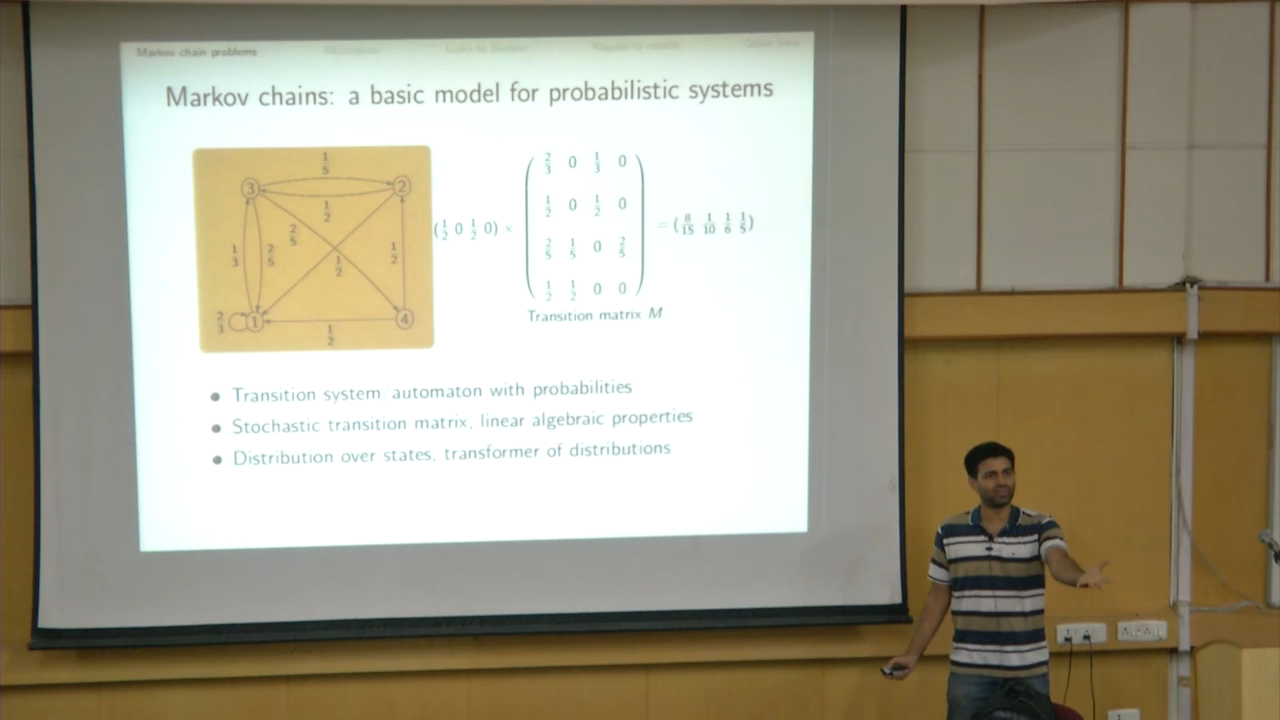 Markov chain problems
Markov chains: a basic model for probabilistic systems
1/5
3 2
1/2
2/5
1/3 2/5 1/2 1/2
2/3 1 4
1/2
(1/2 0 1/2 0) ×
2/3 0 1/3 0
1/2 0 1/2 0
2/5 1/5 0 2/5
1/2 1/2 0 0
= (8/15 1/10 1/6 1/5)
Transition matrix M
• Transition system, automaton with probabilities
• Stochastic transition matrix, linear algebraic properties
• Distribution over states, transformer of distributions